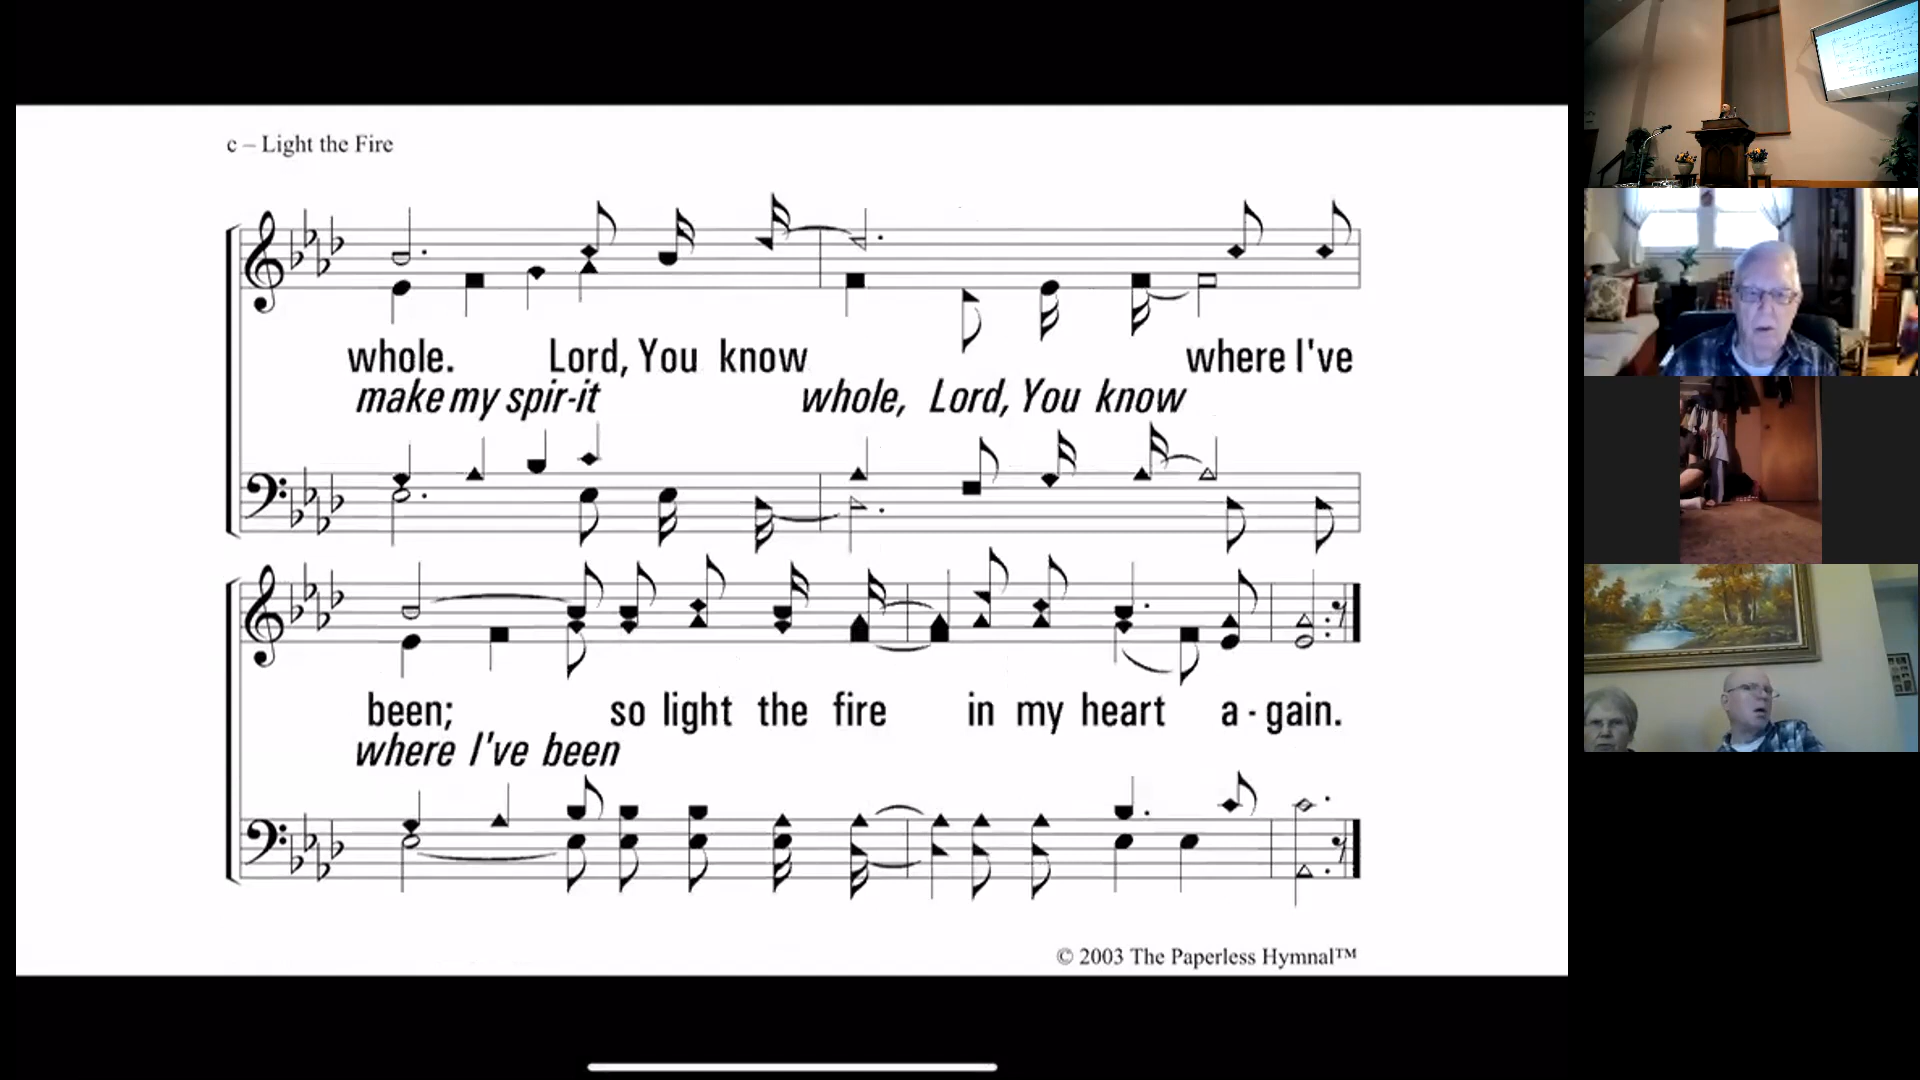 c – Light the Fire
whole. Lord, You know where I've
make my spir-it whole, Lord, You know
been; so light the fire in my heart a - gain.
where I've been
© 2003 The Paperless Hymnal™